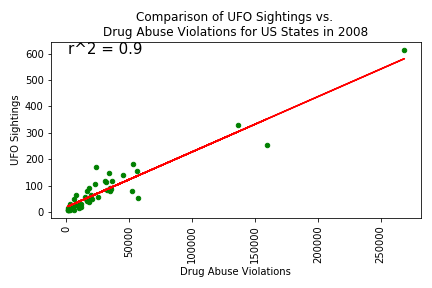 Comparison of UFO Sightings vs.
Drug Abuse Violations for US States in 2008
r^2 = 0.9
600
500
400
300
200
100
0
UFO Sightings
0
50000
100000
150000
200000
250000
Drug Abuse Violations